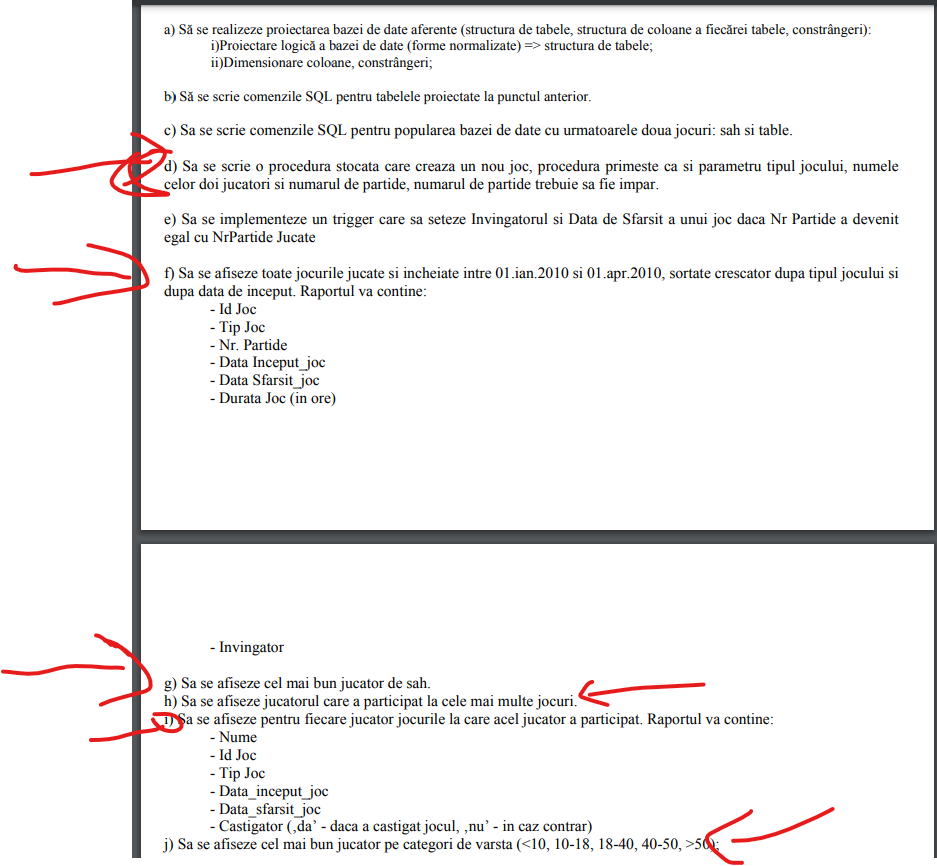 a) Să se realizeze proiectarea bazei de date aferente (structura de tabele, structura de coloane a fiecărei tabele, constrângeri):
i)Proiectare logică a bazei de date (forme normalizate) => structura de tabele;
ii)Dimensionare coloane, constrângeri;
b) Să se scrie comenzile SQL pentru tabelele proiectate la punctul anterior.
c) Sa se scrie comenzile SQL pentru popularea bazei de date cu urmatoarele doua jocuri: sah si table.
d) Sa se scrie o procedura stocata care creaza un nou joc, procedura primeste ca si parametru tipul jocului, numele
celor doi jucatori si numarul de partide, numarul de partide trebuie sa fie impar.
e) Sa se implementeze un trigger care sa seteze Invingatorul si Data de Sfarsit a unui joc daca Nr Partide a devenit
egal cu NrPartide Jucate
f) Sa se afiseze toate jocurile jucate si incheiate intre 01.ian.2010 si 01.apr.2010, sortate crescator dupa tipul jocului si
dupa data de inceput. Raportul va contine:
- Id Joc
- Tip Joc
- Nr. Partide
- Data Inceput_joc
- Data Sfarsit_joc
- Durata Joc (in ore)
- Invingator
g) Sa se afiseze cel mai bun jucator de sah.
h) Sa se afiseze jucatorul care a participat la cele mai multe jocuri.
i) Sa se afiseze pentru fiecare jucator jocurile la care acel jucator a participat. Raportul va contine:
- Nume
- Id Joc
- Tip Joc
- Data_inceput_joc
- Data_sfarsit_joc
- Castigator (‚da’ - daca a castigat jocul, ‚nu’ - in caz contrar)
j) Sa se afiseze cel mai bun jucator pe categori de varsta (<10, 10-18, 18-40, 40-50, >50);